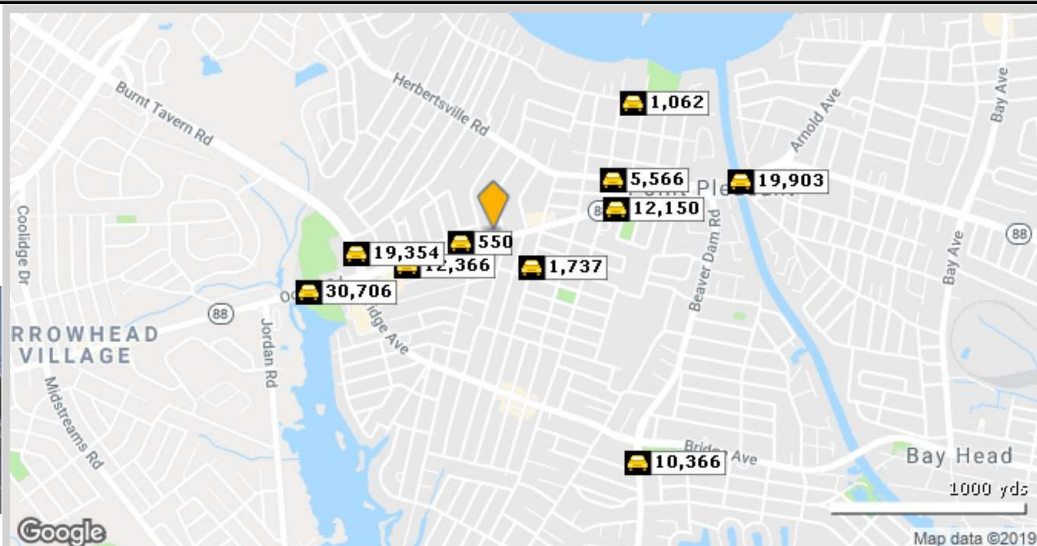 Burnt Tavern Rd
Herbertsville Rd
1,062
Arnold Ave
Bay Ave
5,566
19,903
88
12,150
Coolidge Dr
550
19,354
12,366
1,737
Beaver Dam Rd
88
Bay Ave
30,706
88
RROWHEAD
VILLAGE
Jordan Rd
Midstreams Rd
10,366
Bay Head
1000 yds
Google
Map data ©2019